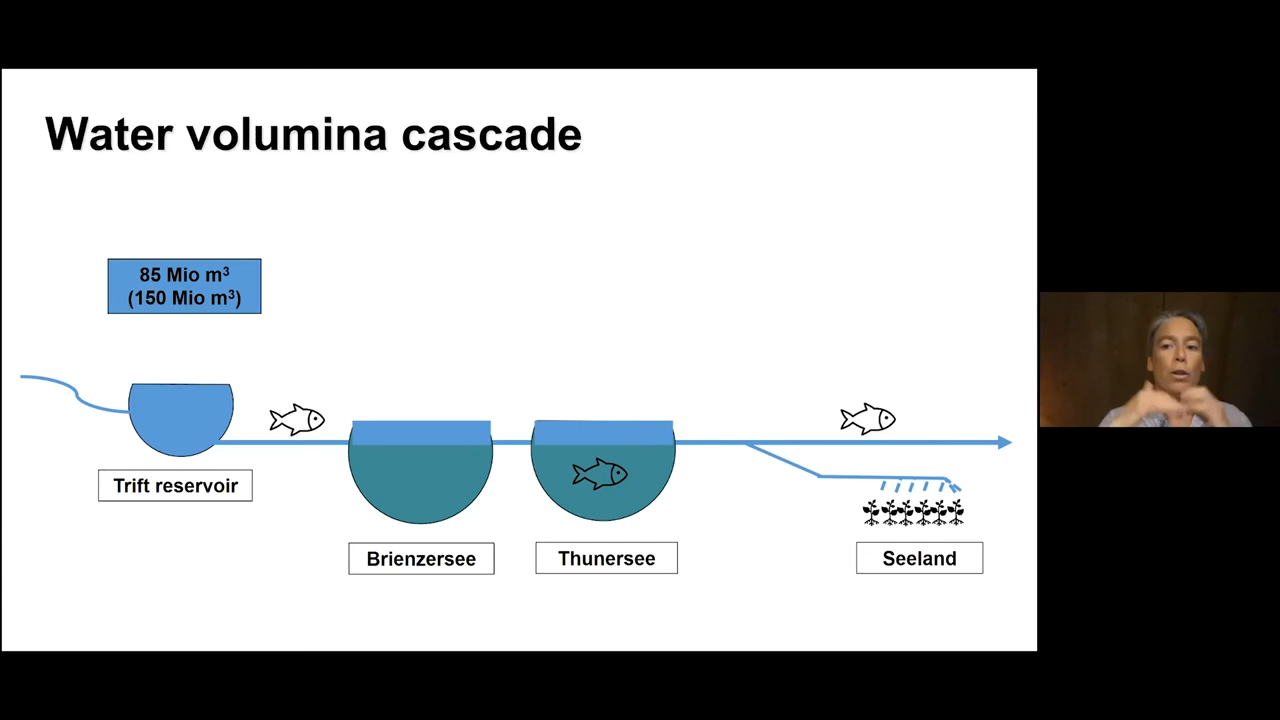 Water volumina cascade
85 Mio m³
(150 Mio m³)
Trift reservoir
Brienzersee
Thunersee
Seeland